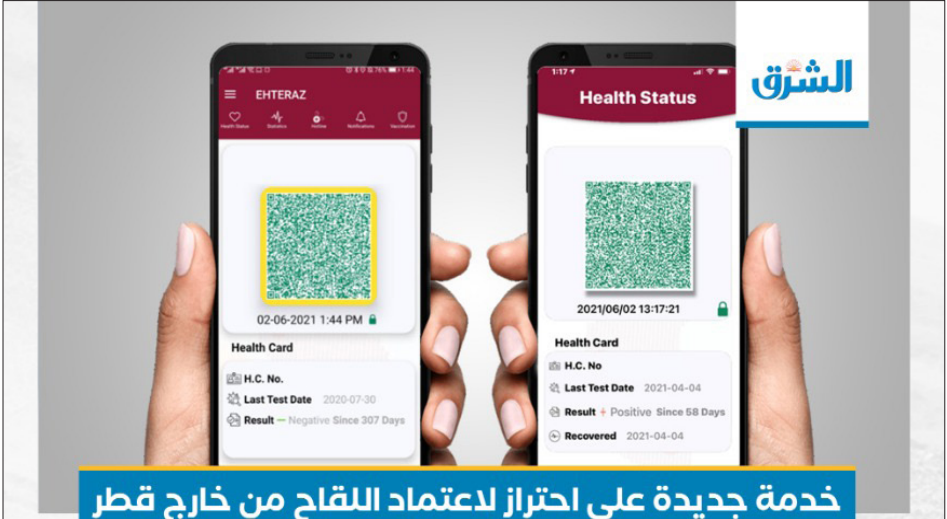 الشرق
1:44
76%
EHTERAZ
Health Status
Statistics
Hotline
Notifications
Vaccination
02-06-2021 1:44 PM
Health Card
H.C. No.
Last Test Date 2020-07-30
Result — Negative Since 307 Days
1:17
Health Status
2021/06/02 13:17:21
Health Card
H.C. No
Last Test Date 2021-04-04
Result + Positive Since 58 Days
Recovered 2021-04-04
خدمة جديدة على احتراز لاعتماد اللقاح من خارج قطر